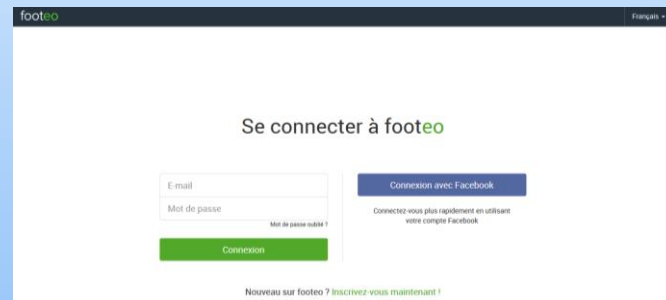 footeo
Français
Se connecter à footeo
E-mail
Mot de passe
Mot de passe oublié ?
Connexion
Connexion avec Facebook
Connectez-vous plus rapidement en utilisant
votre compte Facebook
Nouveau sur footeo ? Inscrivez-vous maintenant !